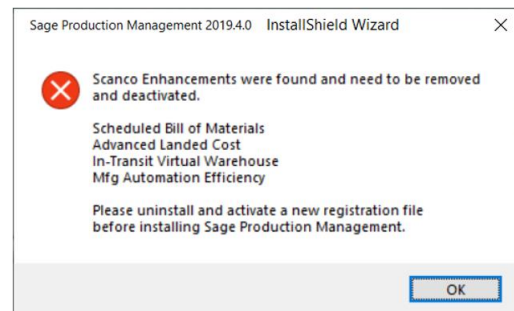 Sage Production Management 2019.4.0 InstallShield Wizard
Scanco Enhancements were found and need to be removed
and deactivated.
Scheduled Bill of Materials
Advanced Landed Cost
In-Transit Virtual Warehouse
Mfg Automation Efficiency
Please uninstall and activate a new registration file
before installing Sage Production Management.
OK